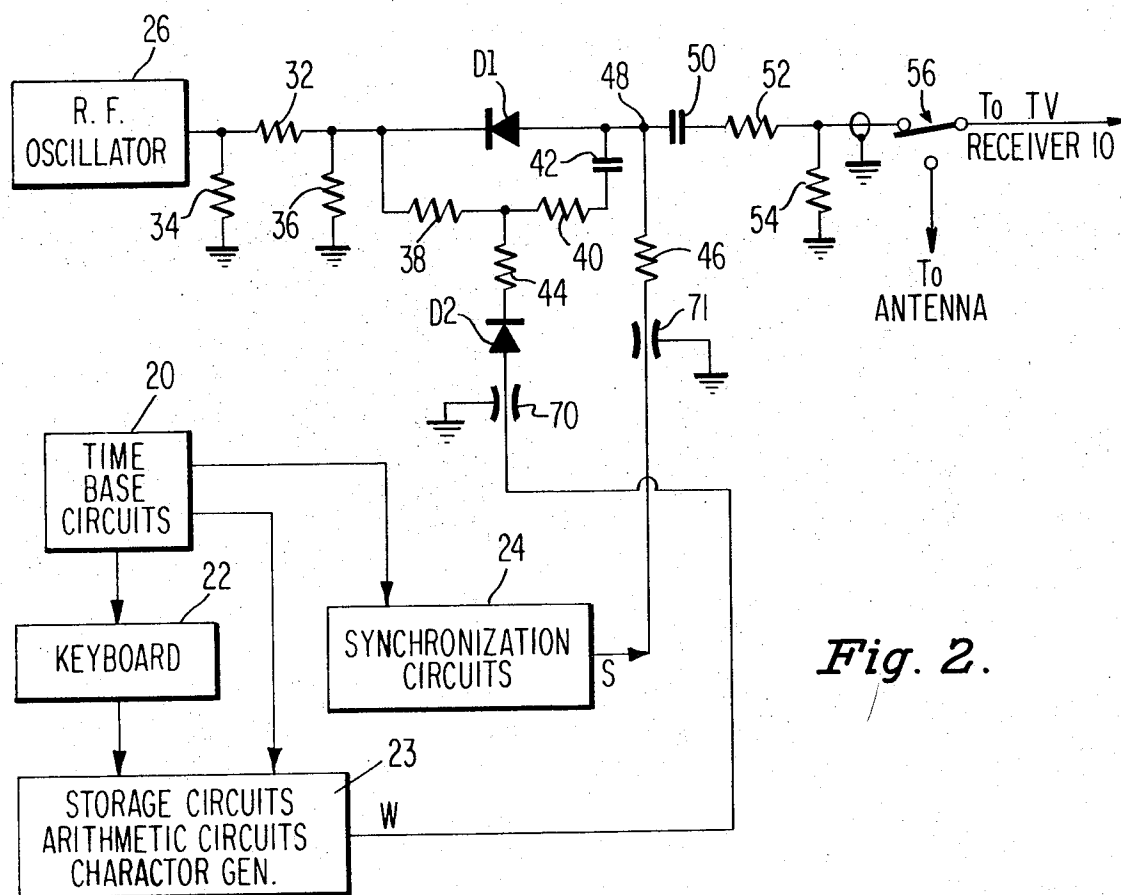 26
R. F.
OSCILLATOR
32
34
36
D1
38
40
42
44
D2
48
50
52
54
56
To TV
RECEIVER 10
To
ANTENNA
46
71
70
20
TIME
BASE
CIRCUITS
22
KEYBOARD
24
SYNCHRONIZATION
CIRCUITS
S
23
STORAGE CIRCUITS
ARITHMETIC CIRCUITS
CHARACTOR GEN.
W
Fig. 2.